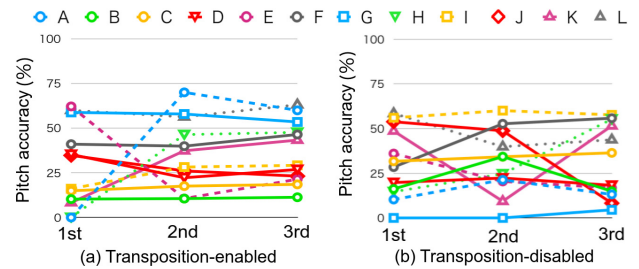 A B C D E F G H I J K L
Pitch accuracy (%)
100
75
50
25
0
1st 2nd 3rd
(a) Transposition-enabled
Pitch accuracy (%)
100
75
50
25
0
1st 2nd 3rd
(b) Transposition-disabled